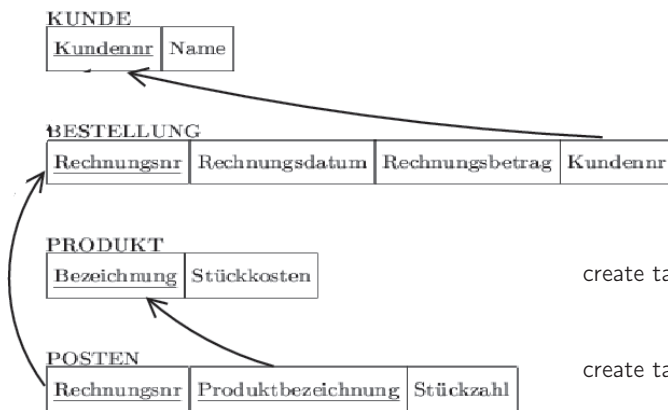 KUNDE
Kundennr Name
BESTELLUNG
Rechnungsnr Rechnungsdatum Rechnungsbetrag Kundennr
PRODUKT
Bezeichnung Stückkosten
create ta
POSTEN
create ta
Rechnungsnr Produktbezeichnung Stückzahl